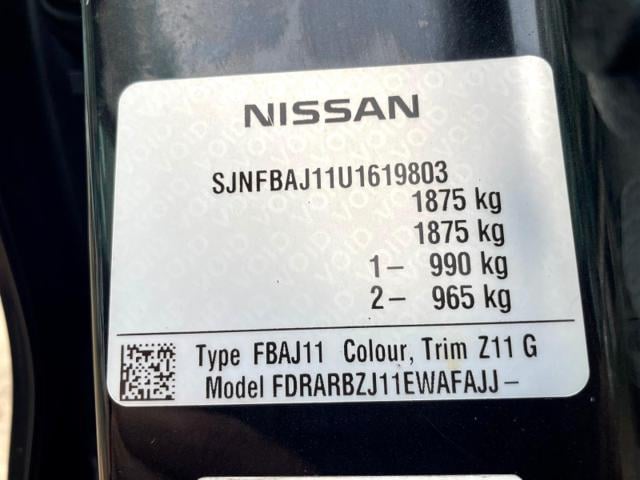 NISSAN
SJNFBAJ11U1619803
1875 kg
1875 kg
1– 990 kg
2– 965 kg
Type FBAJ11 Colour, Trim Z11 G
Model FDRARBZJ11EWAFAJJ–